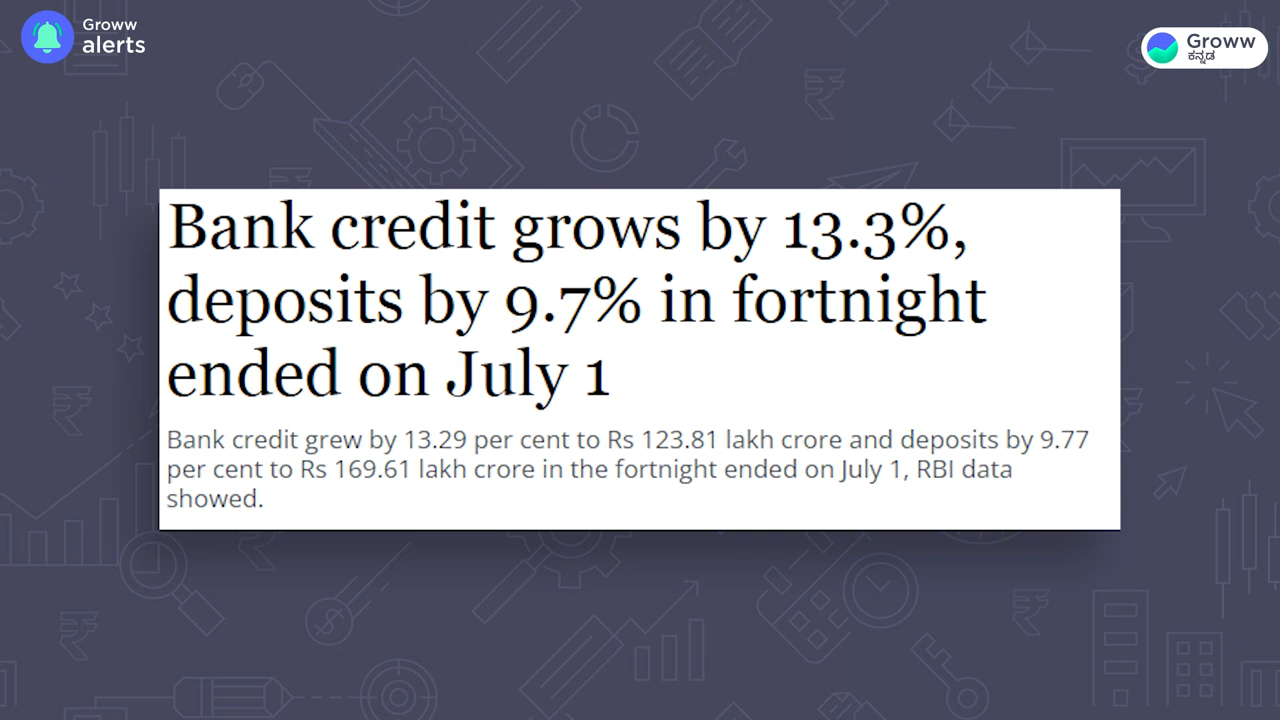 Groww
alerts
Groww
ಕನ್ನಡ
Bank credit grows by 13.3%,
deposits by 9.7% in fortnight
ended on July 1
Bank credit grew by 13.29 per cent to Rs 123.81 lakh crore and deposits by 9.77
per cent to Rs 169.61 lakh crore in the fortnight ended on July 1, RBI data
showed.